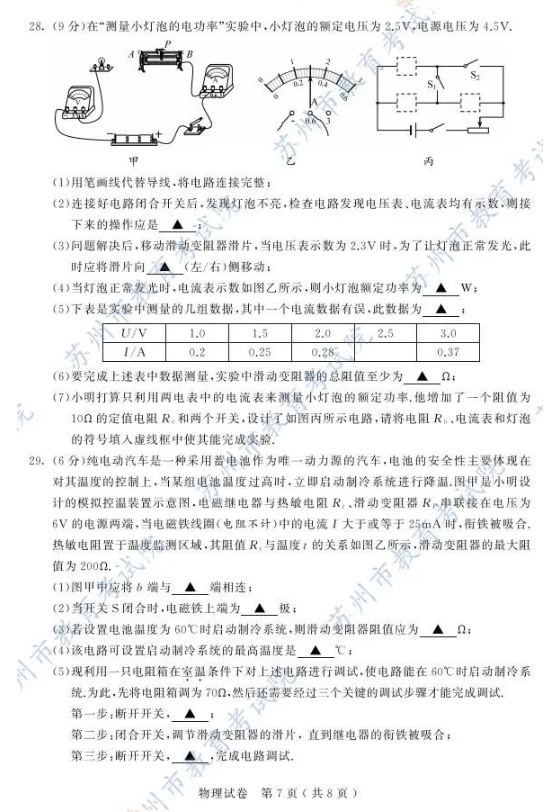 28. (9分)在“测量小灯泡的电功率”实验中,小灯泡的额定电压为2.5V,电源电压为4.5V.
A P B
V A
0 1 2 3
0 0.2 0.4 0.6
A
- 0.6 3
S₁ S₂
甲 乙 丙
(1)用笔画线代替导线,将电路连接完整;
(2)连接好电路闭合开关后,发现灯泡不亮,检查电路发现电压表、电流表均有示数,则接
下来的操作应是 ▲ ;
(3)问题解决后,移动滑动变阻器滑片,当电压表示数为2.3V时,为了让灯泡正常发光,此
时应将滑片向 ▲ (左/右)侧移动;
(4)当灯泡正常发光时,电流表示数如图乙所示,则小灯泡额定功率为 ▲ W;
(5)下表是实验中测量的几组数据,其中一个电流数据有误,此数据为 ▲ ;
U/V 1.0 1.5 2.0 2.5 3.0
I/A 0.2 0.25 0.28 0.37
(6)要完成上述表中数据测量,实验中滑动变阻器的总阻值至少为 ▲ Ω;
(7)小明打算只利用两电表中的电流表来测量小灯泡的额定功率.他增加了一个阻值为
10Ω的定值电阻R₀和两个开关,设计了如图丙所示电路,请将电阻R₀、电流表和灯泡
的符号填入虚线框中使其能完成实验.
29. (6分)纯电动汽车是一种采用蓄电池作为唯一动力源的汽车,电池的安全性主要体现在
对其温度的控制上,当某组电池温度过高时,立即启动制冷系统进行降温.图甲是小明设
计的模拟控温装置示意图,电磁继电器与热敏电阻Rₜ、滑动变阻器Rₚ串联接在电压为
6V的电源两端,当电磁铁线圈(电阻不计)中的电流I大于或等于25mA时,衔铁被吸合.
热敏电阻置于温度监测区域,其阻值Rₜ与温度t的关系如图乙所示,滑动变阻器的最大阻
值为200Ω.
(1)图甲中应将b端与 ▲ 端相连;
(2)当开关S闭合时,电磁铁上端为 ▲ 极;
(3)若设置电池温度为60℃时启动制冷系统,则滑动变阻器阻值应为 ▲ Ω;
(4)该电路可设置启动制冷系统的最高温度是 ▲ ℃;
(5)现利用一只电阻箱在室温条件下对上述电路进行调试,使电路能在60℃时启动制冷系
统.为此,先将电阻箱调为70Ω,然后还需要经过三个关键的调试步骤才能完成调试.
第一步:断开开关, ▲ ;
第二步:闭合开关,调节滑动变阻器的滑片,直到继电器的衔铁被吸合;
第三步:断开开关, ▲ ,完成电路调试.
物理试卷 第7页(共8页)
苏州市教育考试院